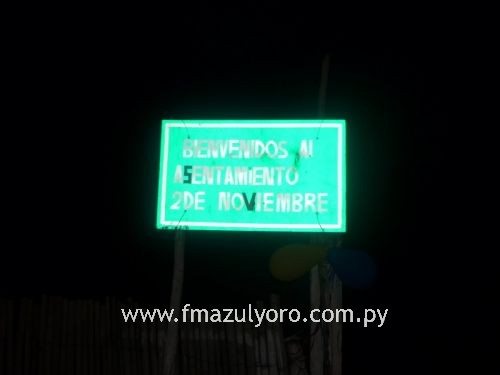 BIENVENIDOS Al
ASENTAMIENTO
2DE NOVIEMBRE
www.fmazulyoro.com.py